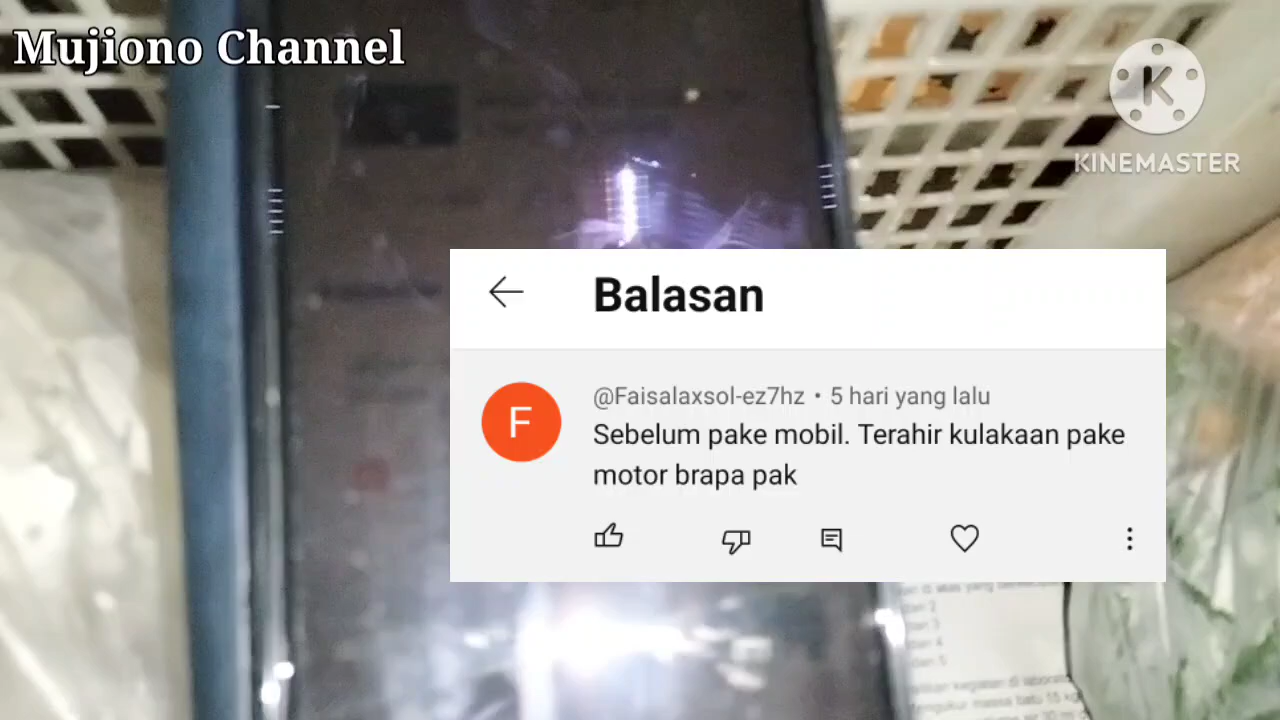 Mujiono Channel
K
KINEMASTER
Balasan
F
@Faisalaxsol-ez7hz • 5 hari yang lalu
Sebelum pake mobil. Terahir kulakaan pake
motor brapa pak